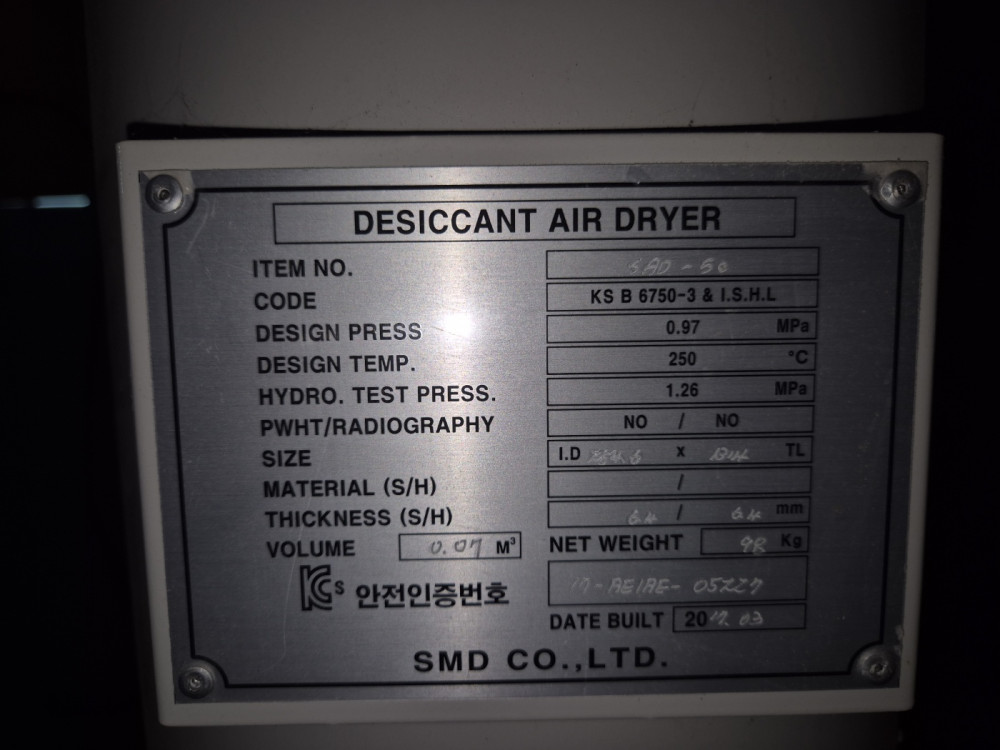 DESICCANT AIR DRYER
ITEM NO. SAD-50
CODE KS B 6750-3 & I.S.H.L
DESIGN PRESS 0.97 MPa
DESIGN TEMP. 250 °C
HYDRO. TEST PRESS. 1.26 MPa
PWHT/RADIOGRAPHY NO / NO
SIZE I.D x TL
MATERIAL (S/H) /
THICKNESS (S/H) 6.4 / 6.4 mm
VOLUME 0.07 M³ NET WEIGHT 98 Kg
KCs 안전인증번호
DATE BUILT 2017.03
SMD CO.,LTD.